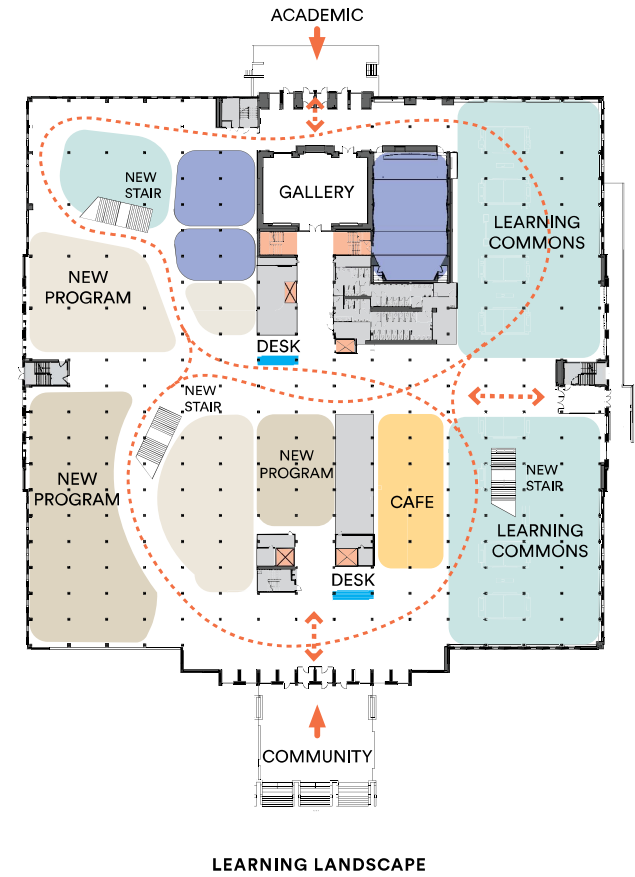 ACADEMIC
NEW
STAIR
GALLERY
LEARNING
COMMONS
NEW
PROGRAM
DESK
NEW
STAIR
NEW
PROGRAM
NEW
PROGRAM
CAFE
NEW
STAIR
LEARNING
COMMONS
DESK
COMMUNITY
LEARNING LANDSCAPE